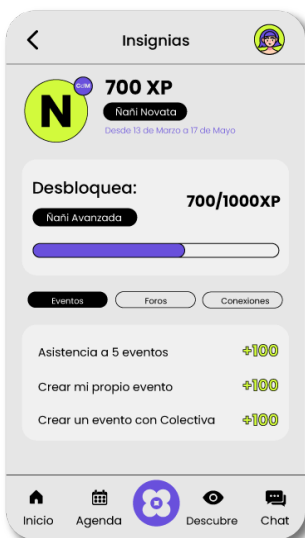 Insignias
N
700 XP
Ñañi Novata
Desde 13 de Marzo a 17 de Mayo
Desbloquea:
700/1000XP
Ñañi Avanzada
Eventos
Foros
Conexiones
Asistencia a 5 eventos
+100
Crear mi propio evento
+100
Crear un evento con Colectiva
+100
Inicio
Agenda
Descubre
Chat